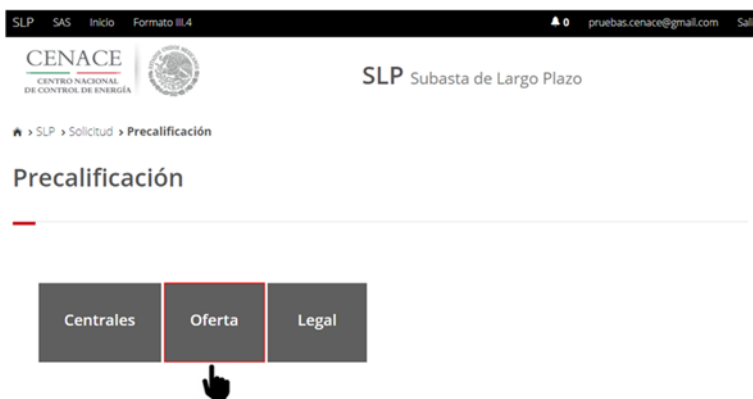 SLP SAS Inicio Formato III.4 0 pruebas.cenace@gmail.com Sali
CENACE
CENTRO NACIONAL
DE CONTROL DE ENERGÍA
SLP Subasta de Largo Plazo
> SLP > Solicitud > Precalificación
Precalificación
Centrales Oferta Legal